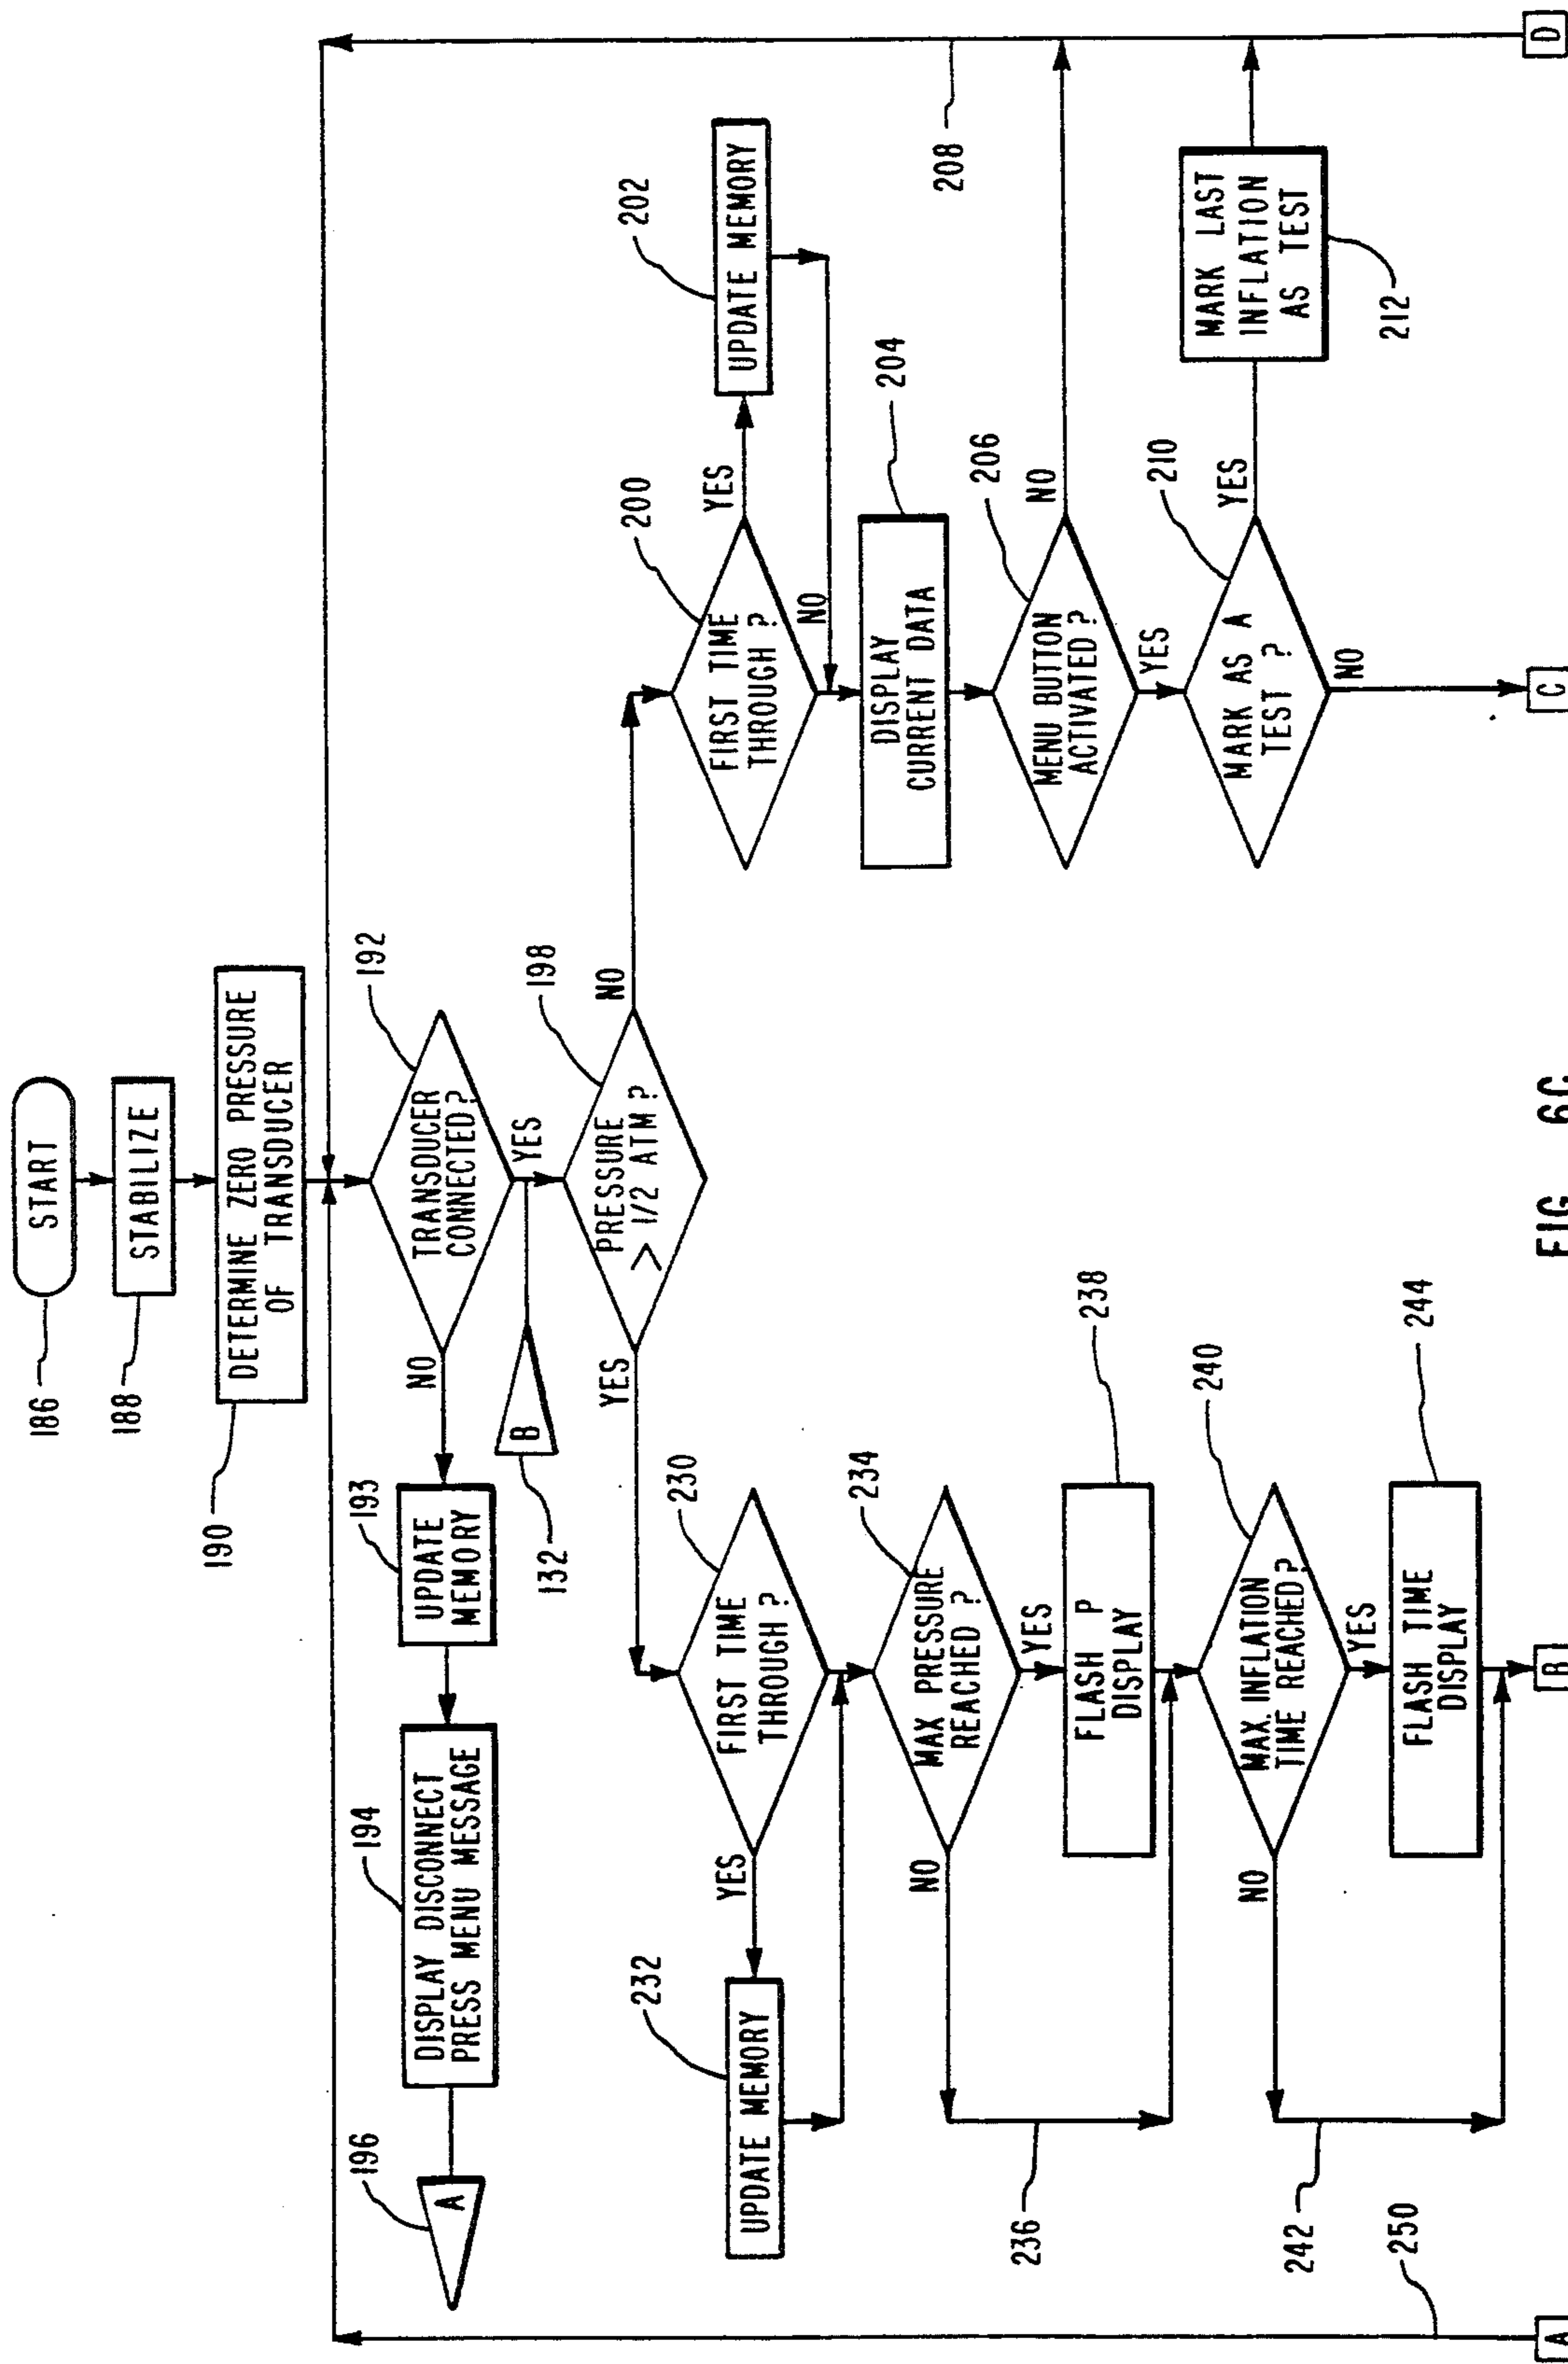 START
186
STABILIZE
188
DETERMINE ZERO PRESSURE
OF TRANSDUCER
190
TRANSDUCER
CONNECTED?
192
NO
YES
193
UPDATE
MEMORY
194
DISPLAY DISCONNECT
PRESS MENU MESSAGE
196
A
B
132
PRESSURE
> 1/2 ATM ?
198
YES
NO
230
FIRST TIME
THROUGH ?
YES
232
UPDATE MEMORY
234
MAX PRESSURE
REACHED ?
NO
YES
236
FLASH P
DISPLAY
238
240
MAX. INFLATION
TIME REACHED?
NO
YES
242
FLASH TIME
DISPLAY
244
250
A
B
200
FIRST TIME
THROUGH ?
YES
NO
202
UPDATE MEMORY
204
DISPLAY
CURRENT DATA
206
MENU BUTTON
ACTIVATED ?
NO
YES
208
210
MARK AS A
TEST ?
YES
NO
MARK LAST
INFLATION
AS TEST
212
C
D
FIG. 6C